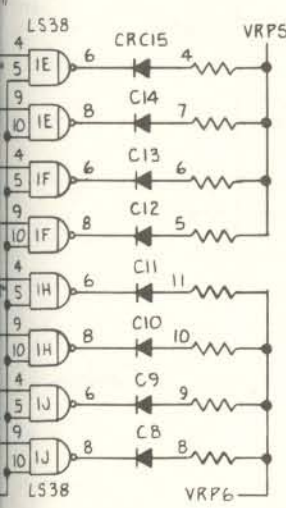 LS38 VRP5
4 5 1E 6 CRC15 4
9 10 1E 8 C14 7
4 5 1F 6 C13 6
9 10 1F 8 C12 5
4 5 1H 6 C11 11
9 10 1H 8 C10 10
4 5 1J 6 C9 9
9 10 1J 8 C8 8
LS38 VRP6